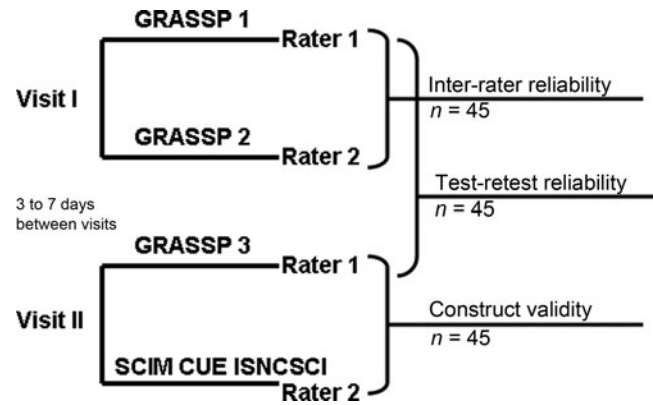 GRASSP 1
Rater 1
Visit I
Inter-rater reliability
n = 45
GRASSP 2
Rater 2
Test-retest reliability
n = 45
3 to 7 days
between visits
GRASSP 3
Rater 1
Visit II
Construct validity
n = 45
SCIM CUE ISNCSCI
Rater 2